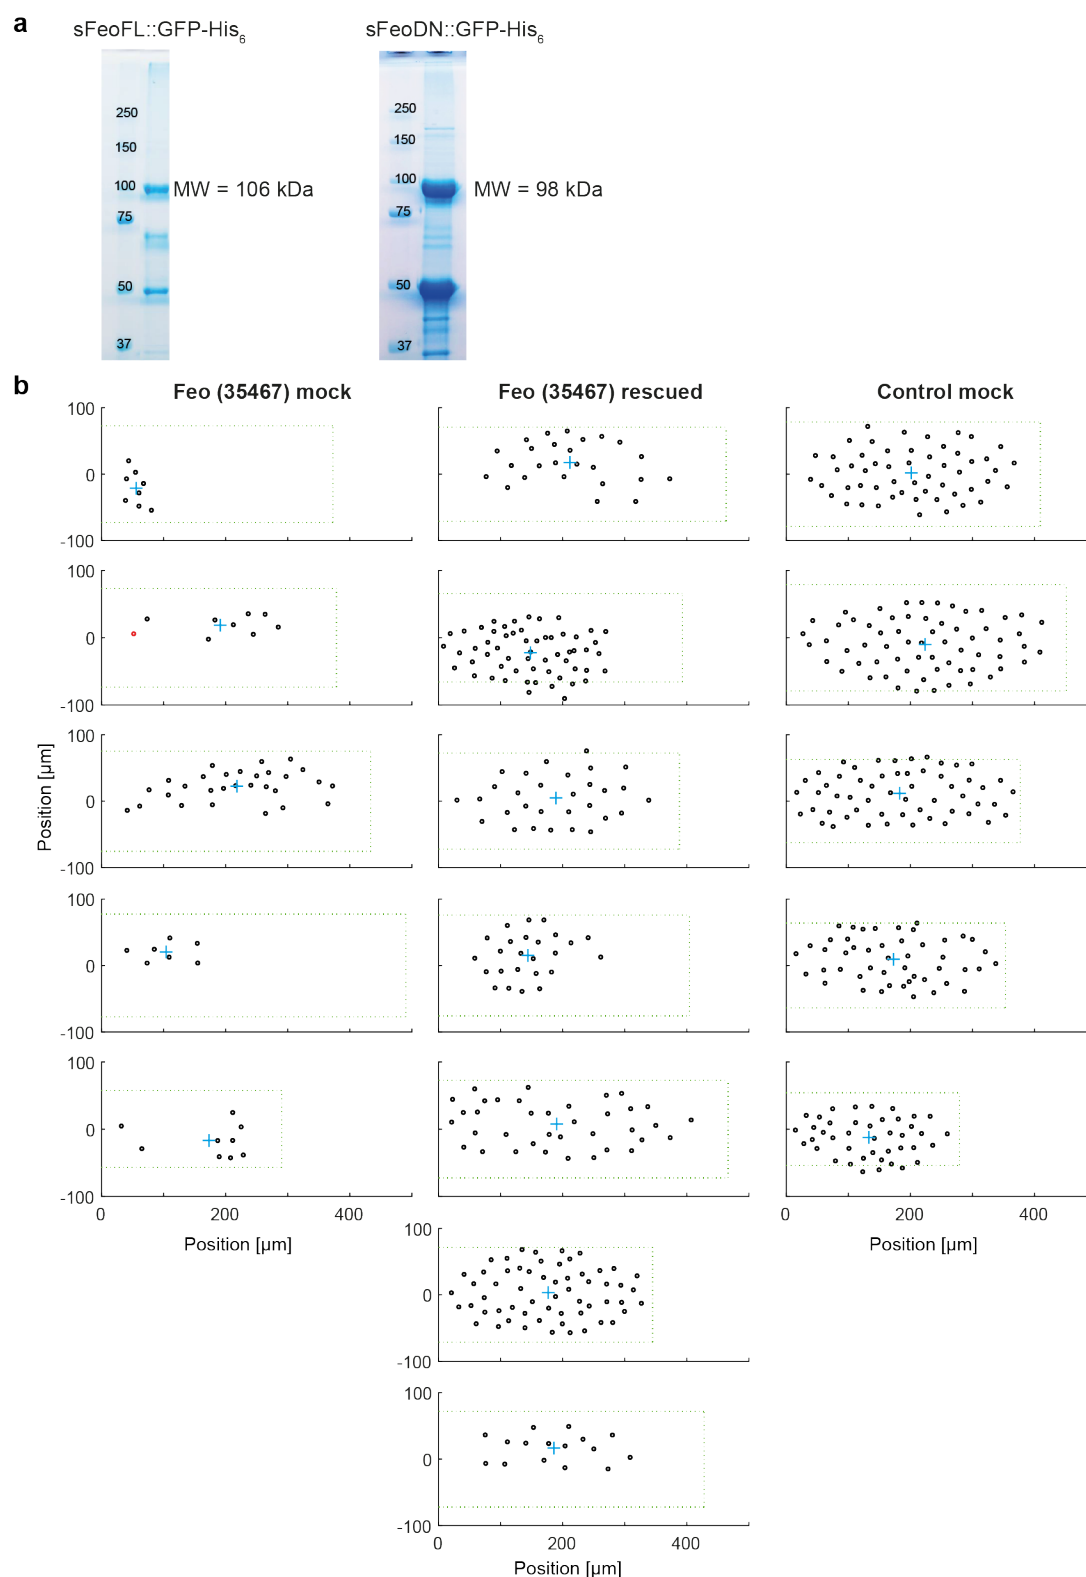 a
sFeoFL::GFP-His6
sFeoDN::GFP-His6
250
150
100
75
50
37
MW = 106 kDa
250
150
100
75
50
37
MW = 98 kDa
b
Feo (35467) mock
Feo (35467) rescued
Control mock
100
0
-100
100
0
-100
100
0
-100
100
0
-100
100
0
-100
Position [µm]
0 200 400
Position [µm]
0 200 400
Position [µm]
100
0
-100
100
0
-100
0 200 400
Position [µm]